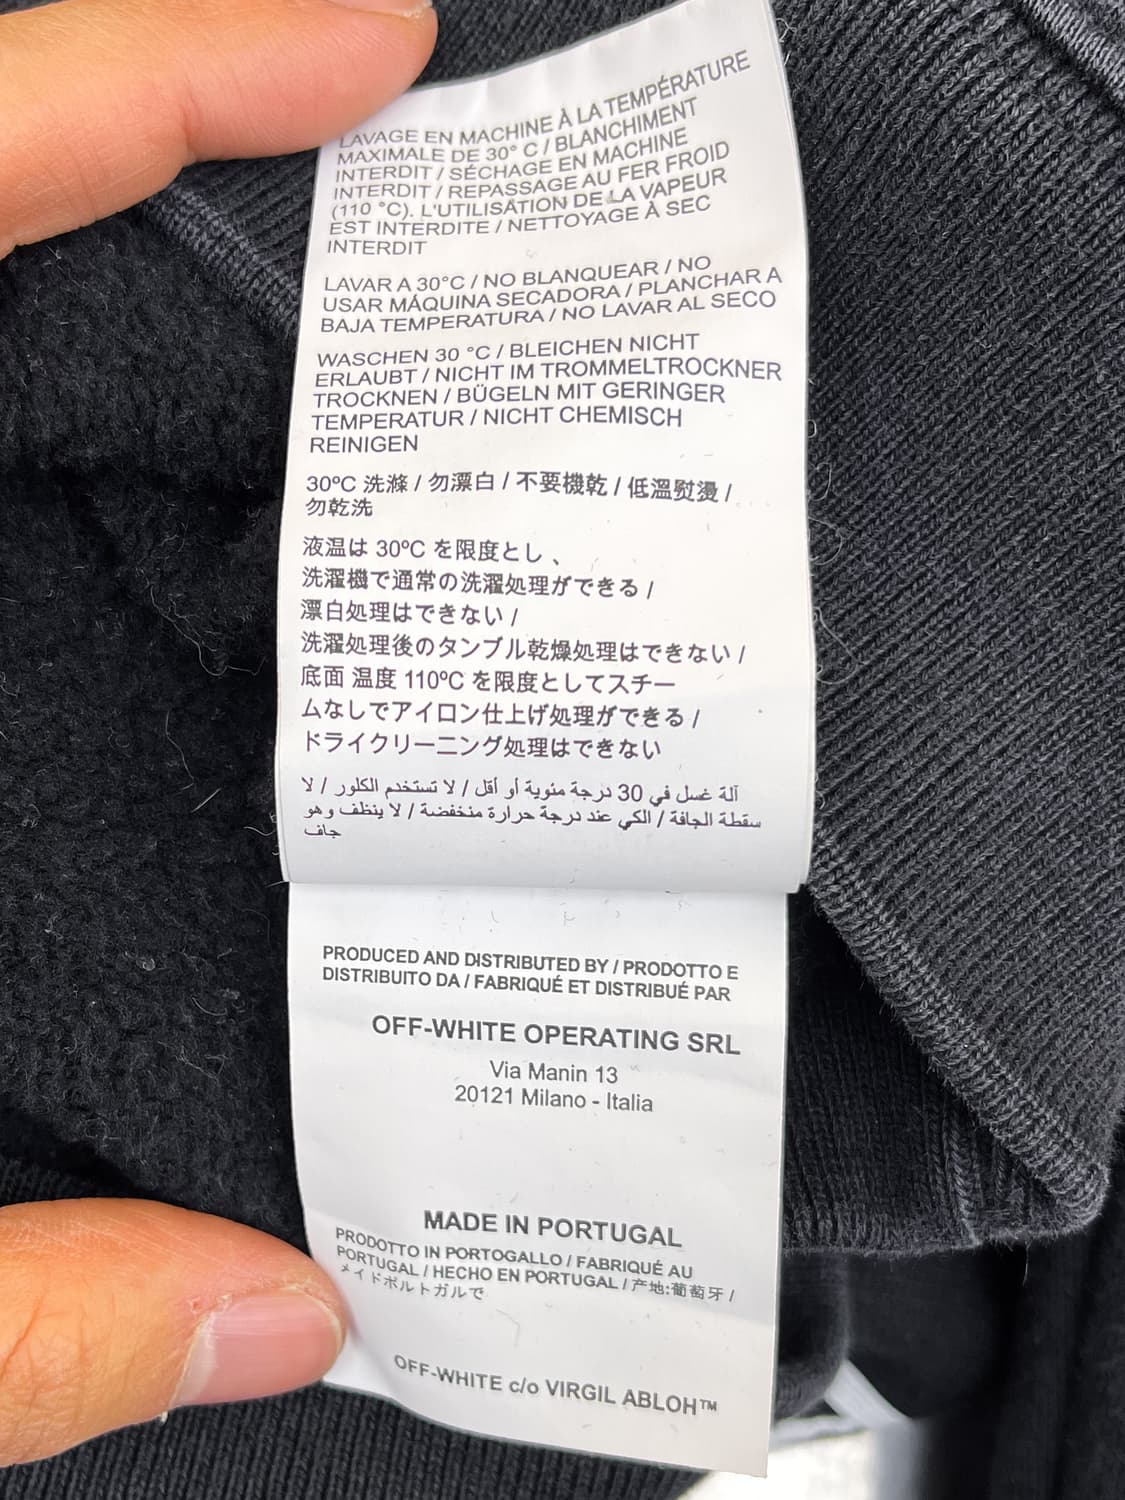 LAVAGE EN MACHINE À LA TEMPÉRATURE
MAXIMALE DE 30° C / BLANCHIMENT
INTERDIT / SÉCHAGE EN MACHINE
INTERDIT / REPASSAGE AU FER FROID
(110 °C). L'UTILISATION DE LA VAPEUR
EST INTERDITE / NETTOYAGE À SEC
INTERDIT
LAVAR A 30°C / NO BLANQUEAR / NO
USAR MÁQUINA SECADORA / PLANCHAR A
BAJA TEMPERATURA / NO LAVAR AL SECO
WASCHEN 30 °C / BLEICHEN NICHT
ERLAUBT / NICHT IM TROMMELTROCKNER
TROCKNEN / BÜGELN MIT GERINGER
TEMPERATUR / NICHT CHEMISCH
REINIGEN
30ºC 洗滌 / 勿漂白 / 不要機乾 / 低溫熨燙 /
勿乾洗
液温は 30ºC を限度とし 、
洗濯機で通常の洗濯処理ができる /
漂白処理はできない /
洗濯処理後のタンブル乾燥処理はできない /
底面 温度 110ºC を限度としてスチー
ムなしでアイロン仕上げ処理ができる /
ドライクリーニング処理はできない
آلة غسل في 30 درجة مئوية أو أقل / لا تستخدم الكلور / لا
سقطة الجافة / الكي عند درجة حرارة منخفضة / لا ينظف وهو
جاف
PRODUCED AND DISTRIBUTED BY / PRODOTTO E
DISTRIBUITO DA / FABRIQUÉ ET DISTRIBUÉ PAR
OFF-WHITE OPERATING SRL
Via Manin 13
20121 Milano - Italia
MADE IN PORTUGAL
PRODOTTO IN PORTOGALLO / FABRIQUÉ AU
PORTUGAL / HECHO EN PORTUGAL / 产地:葡萄牙 /
メイドポルトガルで
OFF-WHITE c/o VIRGIL ABLOH™